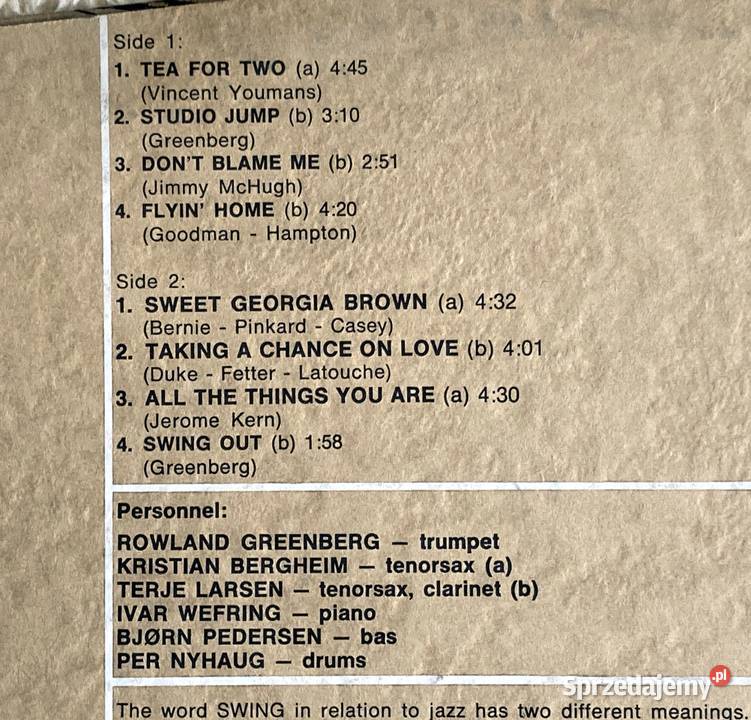 Side 1:
1. TEA FOR TWO (a) 4:45
(Vincent Youmans)
2. STUDIO JUMP (b) 3:10
(Greenberg)
3. DON'T BLAME ME (b) 2:51
(Jimmy McHugh)
4. FLYIN' HOME (b) 4:20
(Goodman - Hampton)
Side 2:
1. SWEET GEORGIA BROWN (a) 4:32
(Bernie - Pinkard - Casey)
2. TAKING A CHANCE ON LOVE (b) 4:01
(Duke - Fetter - Latouche)
3. ALL THE THINGS YOU ARE (a) 4:30
(Jerome Kern)
4. SWING OUT (b) 1:58
(Greenberg)
Personnel:
ROWLAND GREENBERG — trumpet
KRISTIAN BERGHEIM — tenorsax (a)
TERJE LARSEN — tenorsax, clarinet (b)
IVAR WEFRING — piano
BJØRN PEDERSEN — bas
PER NYHAUG — drums
Sprzedajemy.pl
The word SWING in relation to jazz has two different meanings.